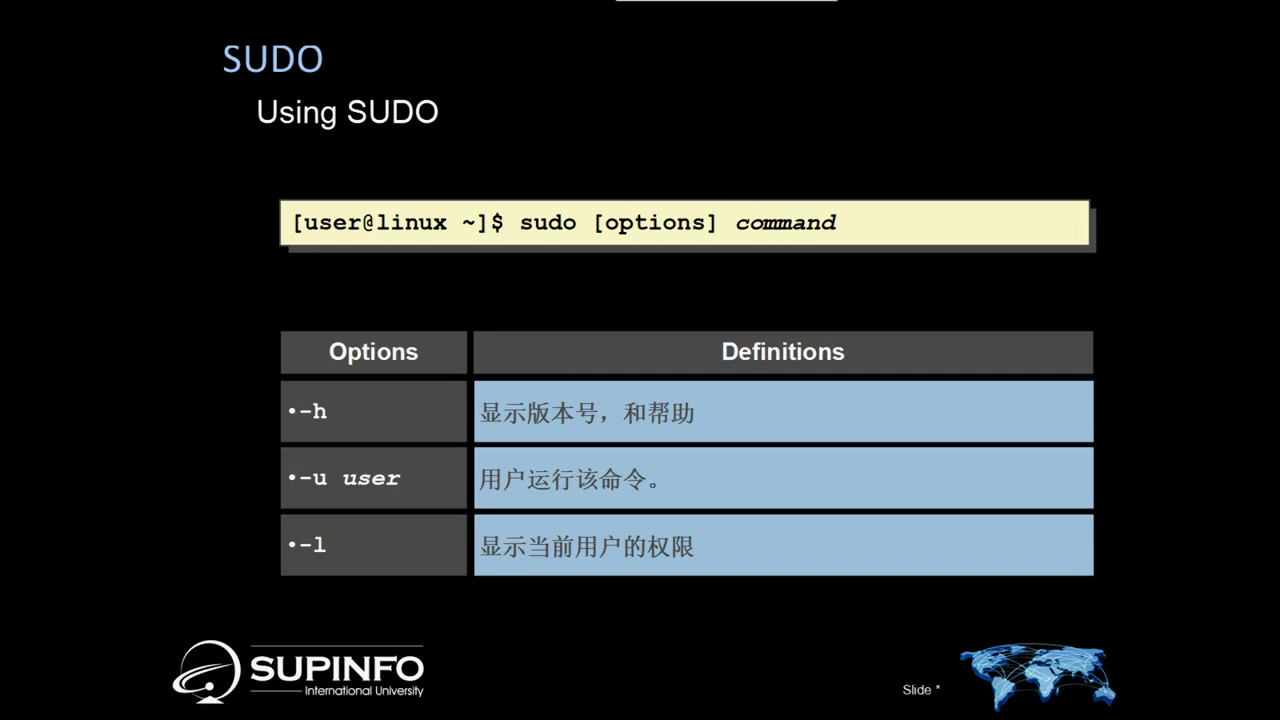 SUDO
Using SUDO
[user@linux ~]$ sudo [options] command
Options Definitions
•-h 显示版本号，和帮助
•-u user 用户运行该命令。
•-l 显示当前用户的权限
SUPINFO
International University
Slide *